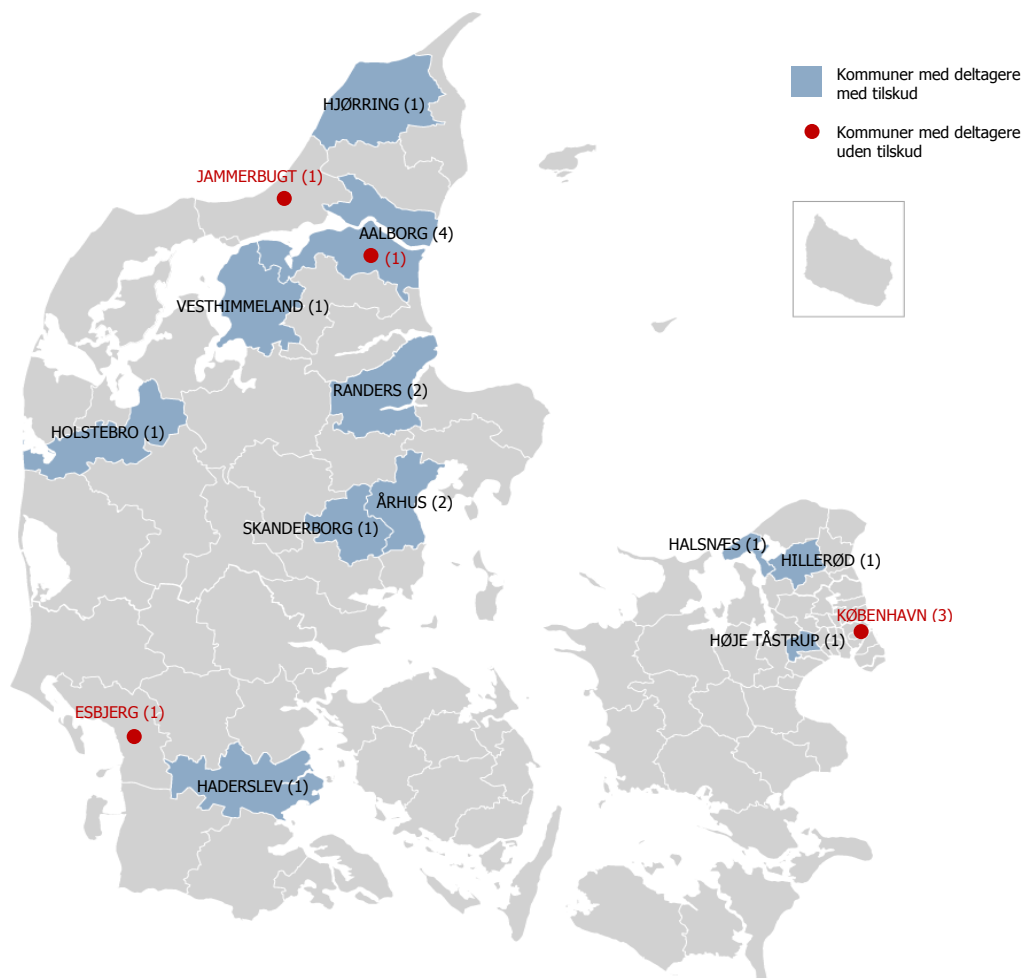 Kommuner med deltagere
med tilskud
HJØRRING (1)
Kommuner med deltagere
uden tilskud
JAMMERBUGT (1)
AALBORG (4)
(1)
VESTHIMMELAND (1)
RANDERS (2)
HOLSTEBRO (1)
ÅRHUS (2)
SKANDERBORG (1)
HALSNÆS (1)
HILLERØD (1)
KØBENHAVN (3)
HØJE TÅSTRUP (1)
ESBJERG (1)
HADERSLEV (1)